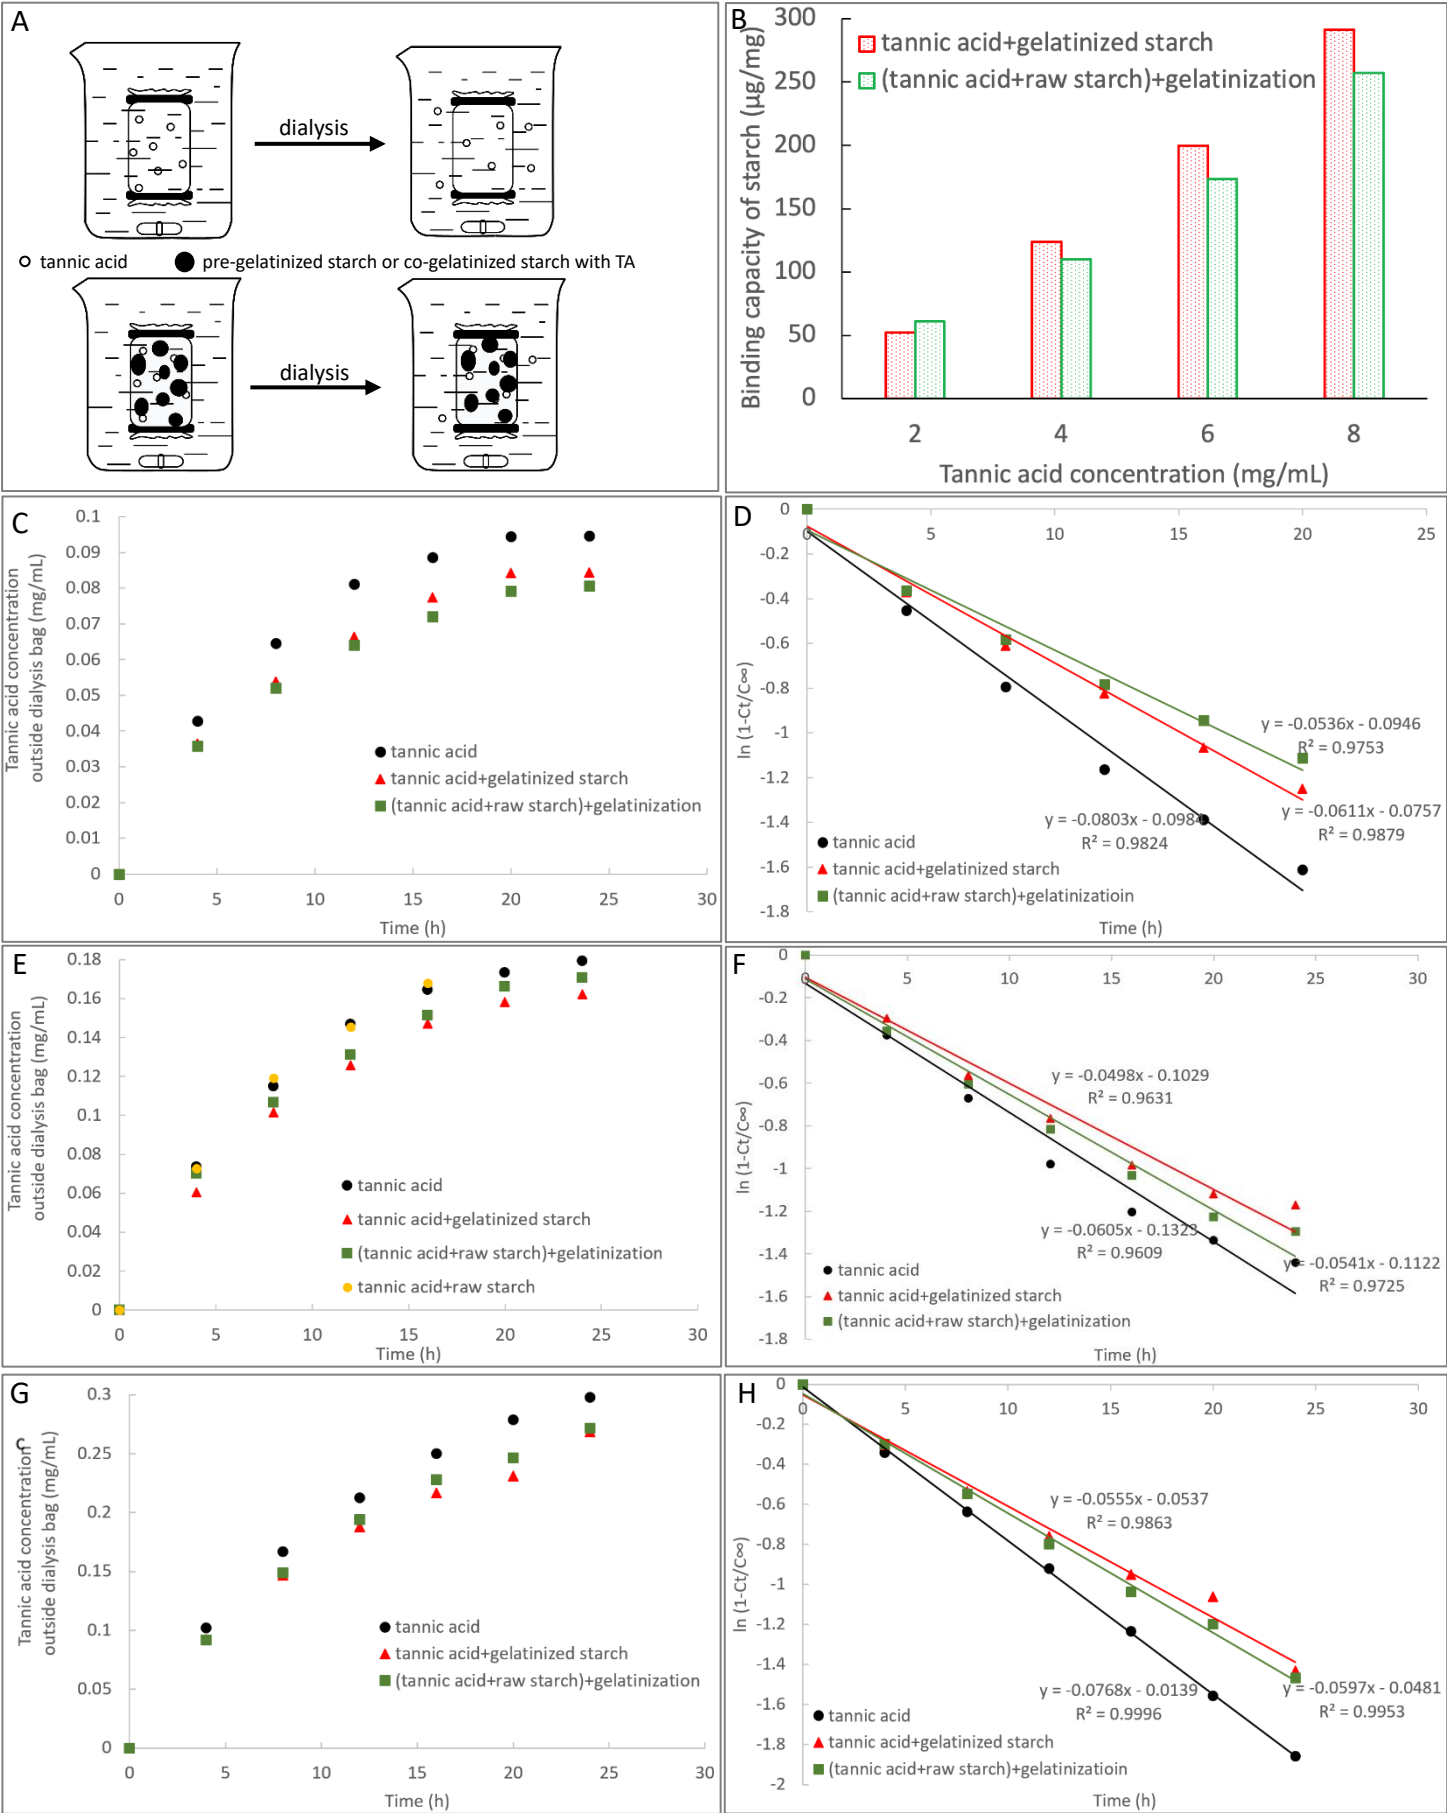 A
dialysis
tannic acid
pre-gelatinized starch or co-gelatinized starch with TA
dialysis
B
Binding capacity of starch (µg/mg)
300
250
200
150
100
50
0
tannic acid+gelatinized starch
(tannic acid+raw starch)+gelatinization
2 4 6 8
Tannic acid concentration (mg/mL)
C
Tannic acid concentration
outside dialysis bag (mg/mL)
0.1
0.09
0.08
0.07
0.06
0.05
0.04
0.03
0.02
0.01
0
tannic acid
tannic acid+gelatinized starch
(tannic acid+raw starch)+gelatinization
0 5 10 15 20 25 30
Time (h)
D
ln (1-Ct/C∞)
0
0 5 10 15 20 25
-0.2
-0.4
-0.6
-0.8
-1
-1.2
-1.4
-1.6
-1.8
y = -0.0536x - 0.0946
R² = 0.9753
y = -0.0611x - 0.0757
R² = 0.9879
y = -0.0803x - 0.0984
R² = 0.9824
tannic acid
tannic acid+gelatinized starch
(tannic acid+raw starch)+gelatinizatioin
Time (h)
E
Tannic acid concentration
outside dialysis bag (mg/mL)
0.18
0.16
0.14
0.12
0.1
0.08
0.06
0.04
0.02
0
tannic acid
tannic acid+gelatinized starch
(tannic acid+raw starch)+gelatinization
tannic acid+raw starch
0 5 10 15 20 25 30
Time (h)
F
ln (1-Ct/C∞)
0
0 5 10 15 20 25 30
-0.2
-0.4
-0.6
-0.8
-1
-1.2
-1.4
-1.6
-1.8
y = -0.0498x - 0.1029
R² = 0.9631
y = -0.0605x - 0.1323
R² = 0.9609
y = -0.0541x - 0.1122
R² = 0.9725
tannic acid
tannic acid+gelatinized starch
(tannic acid+raw starch)+gelatinization
Time (h)
G
Tannic acid concentration
outside dialysis bag (mg/mL)
0.3
0.25
0.2
0.15
0.1
0.05
0
tannic acid
tannic acid+gelatinized starch
(tannic acid+raw starch)+gelatinization
0 5 10 15 20 25 30
Time (h)
H
ln (1-Ct/C∞)
0
0 5 10 15 20 25 30
-0.2
-0.4
-0.6
-0.8
-1
-1.2
-1.4
-1.6
-1.8
-2
y = -0.0555x - 0.0537
R² = 0.9863
y = -0.0768x - 0.0139
R² = 0.9996
y = -0.0597x - 0.0481
R² = 0.9953
tannic acid
tannic acid+gelatinized starch
(tannic acid+raw starch)+gelatinizatioin
Time (h)